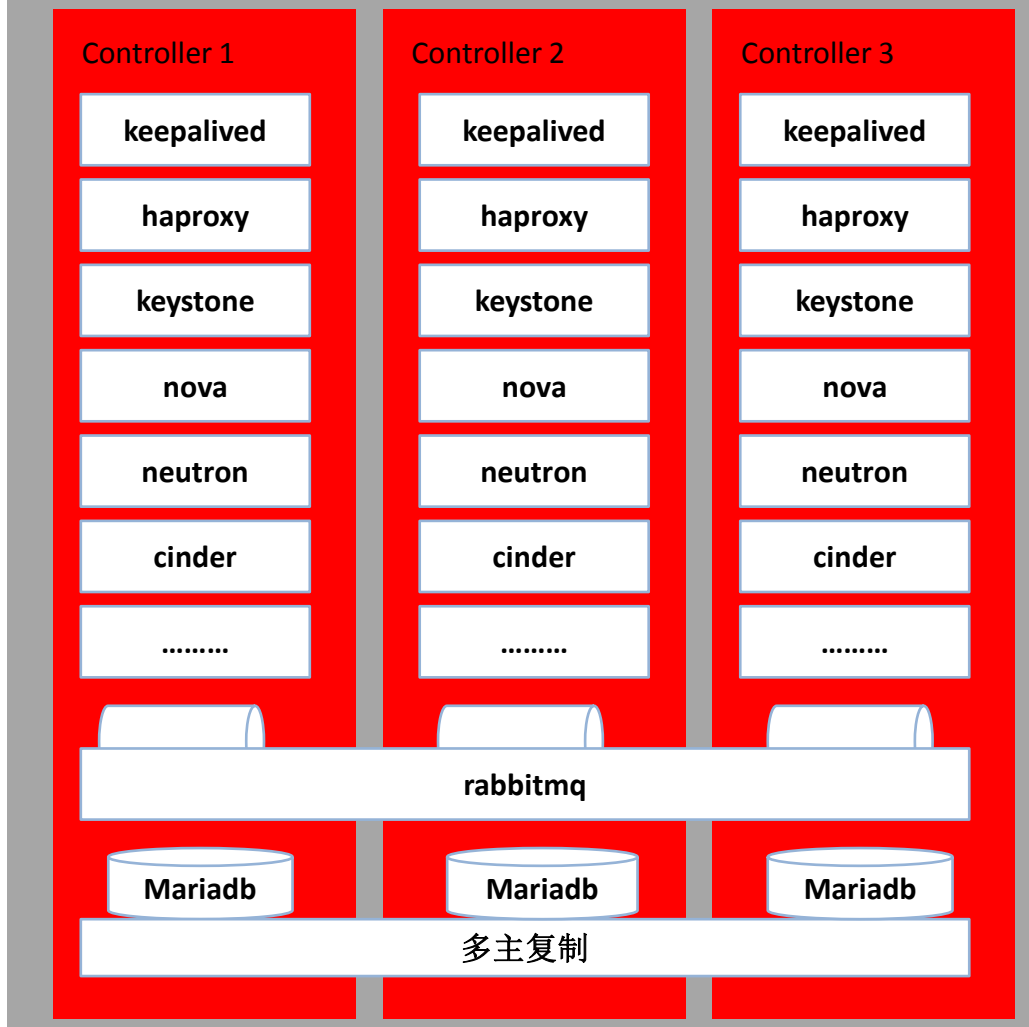 Controller 1
Controller 2
Controller 3
keepalived
keepalived
keepalived
haproxy
haproxy
haproxy
keystone
keystone
keystone
nova
nova
nova
neutron
neutron
neutron
cinder
cinder
cinder
………
………
………
rabbitmq
Mariadb
Mariadb
Mariadb
多主复制